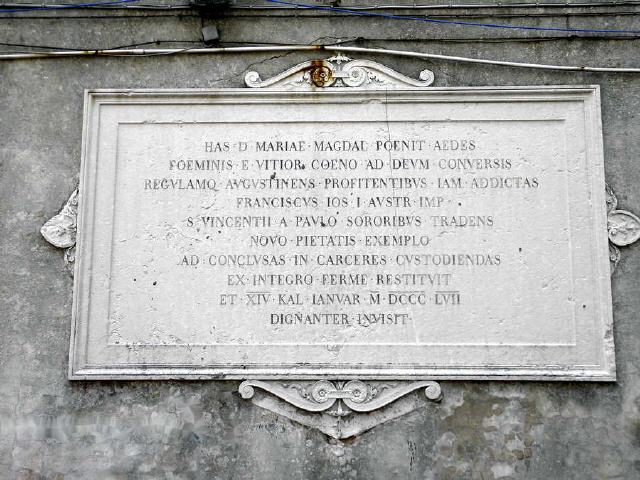 HAS · D · MARIAE · MAGDAL · POENIT · AEDES
FOEMINIS · E · VITIOR · COENO · AD · DEVM · CONVERSIS
REGVLAMQ · AVGVSTINENS · PROFITENTIBVS · IAM · ADDICTAS
FRANCISCVS · IOS · I · AVSTR · IMP ·
S · VINCENTII · A · PAVLO · SORORIBVS · TRADENS
NOVO · PIETATIS · EXEMPLO
AD · CONCLVSAS · IN · CARCERES · CVSTODIENDAS
EX · INTEGRO · FERME · RESTITVIT
ET · XIV · KAL · IANVAR · M · DCCC · LVII
DIGNANTER · INVISIT ·